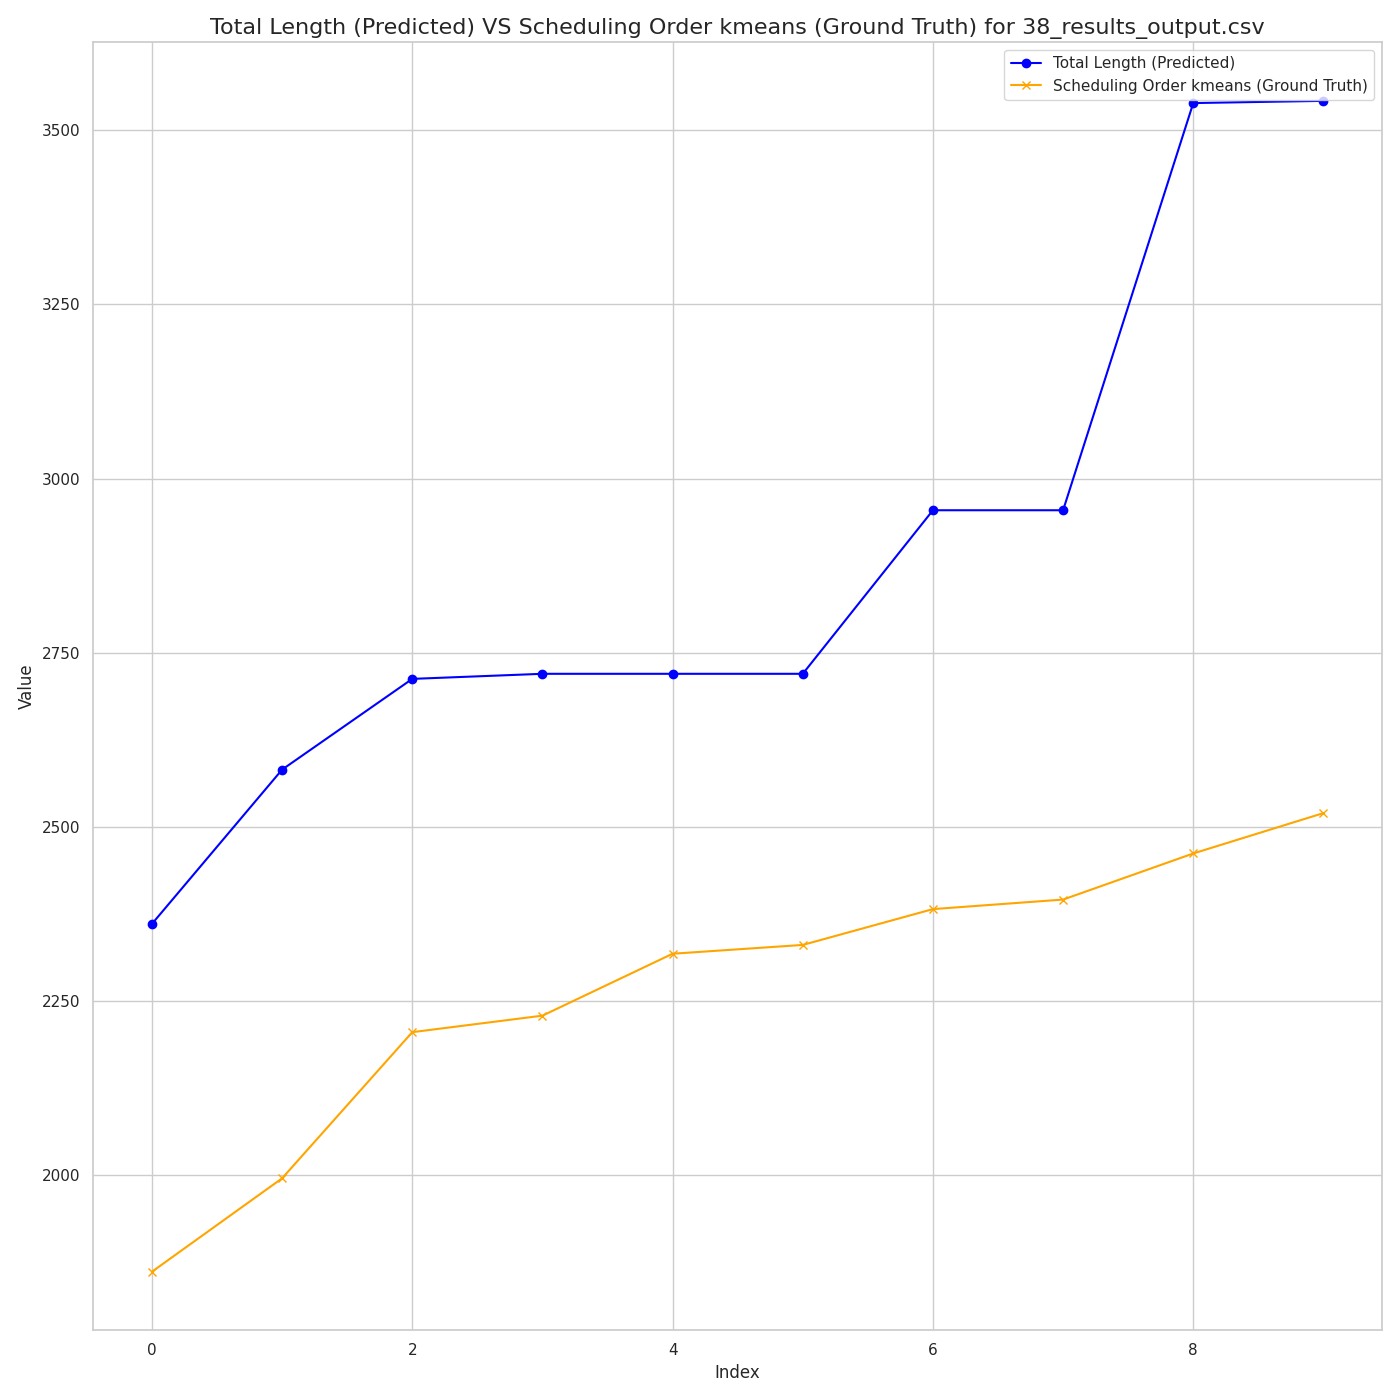 Total Length (Predicted) VS Scheduling Order kmeans (Ground Truth) for 38_results_output.csv
Total Length (Predicted)
Scheduling Order kmeans (Ground Truth)
3500
3250
3000
2750
2500
2250
2000
Value
0 2 4 6 8
Index